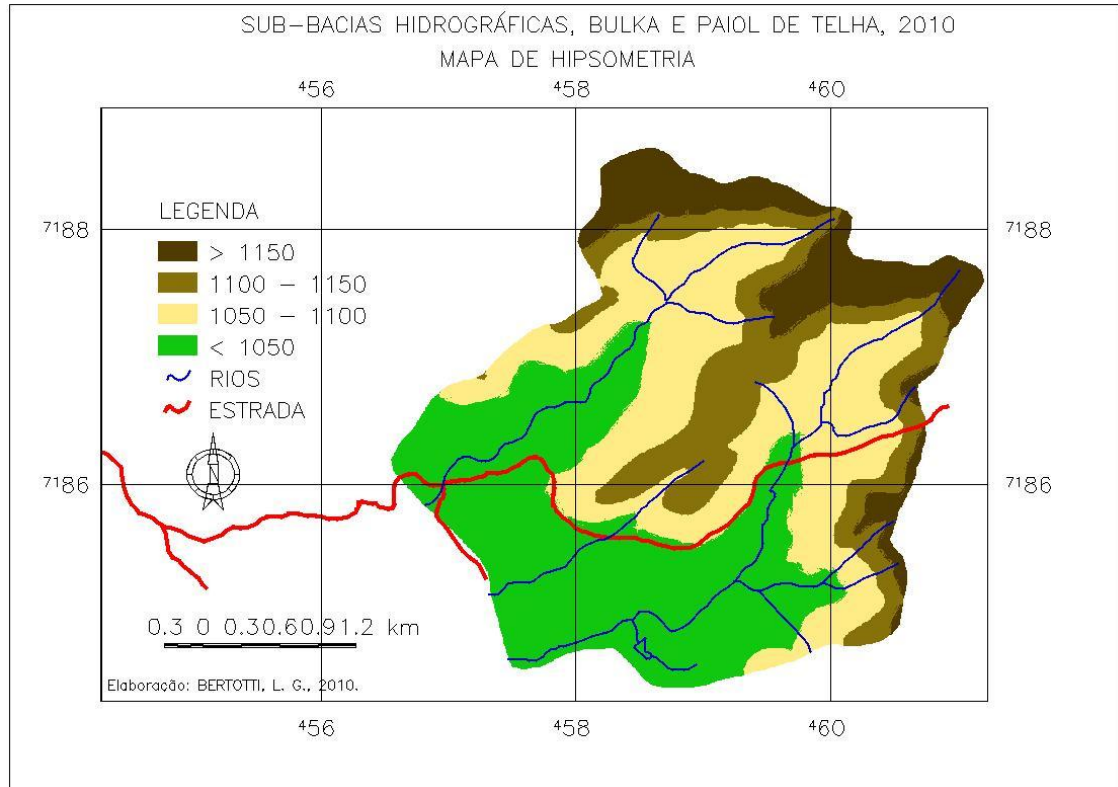 SUB-BACIAS HIDROGRÁFICAS, BULKA E PAIOL DE TELHA, 2010
MAPA DE HIPSOMETRIA
⁴56 ⁴58 ⁴60
LEGENDA
⁷¹88 ⁷¹88
> 1150
1100 - 1150
1050 - 1100
< 1050
RIOS
ESTRADA
N
⁷¹86 ⁷¹86
0.3 0 0.30.60.91.2 km
Elaboração: BERTOTTI, L. G., 2010.
⁴56 ⁴58 ⁴60